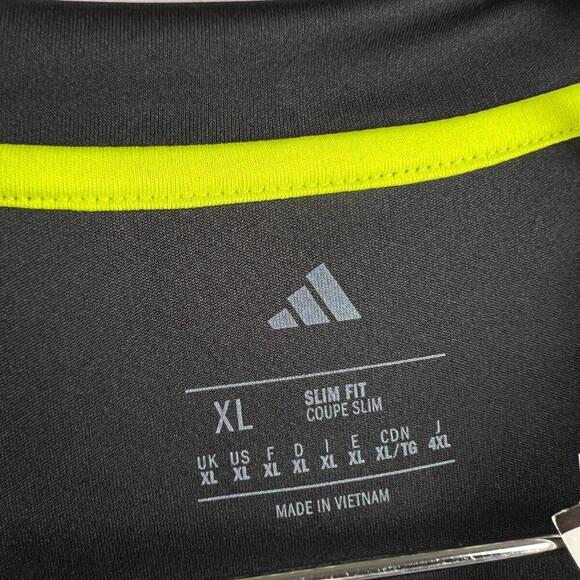 XL
SLIM FIT
COUPE SLIM
UK US F D I E CDN J
XL XL XL XL XL XL XL/TG 4XL
MADE IN VIETNAM